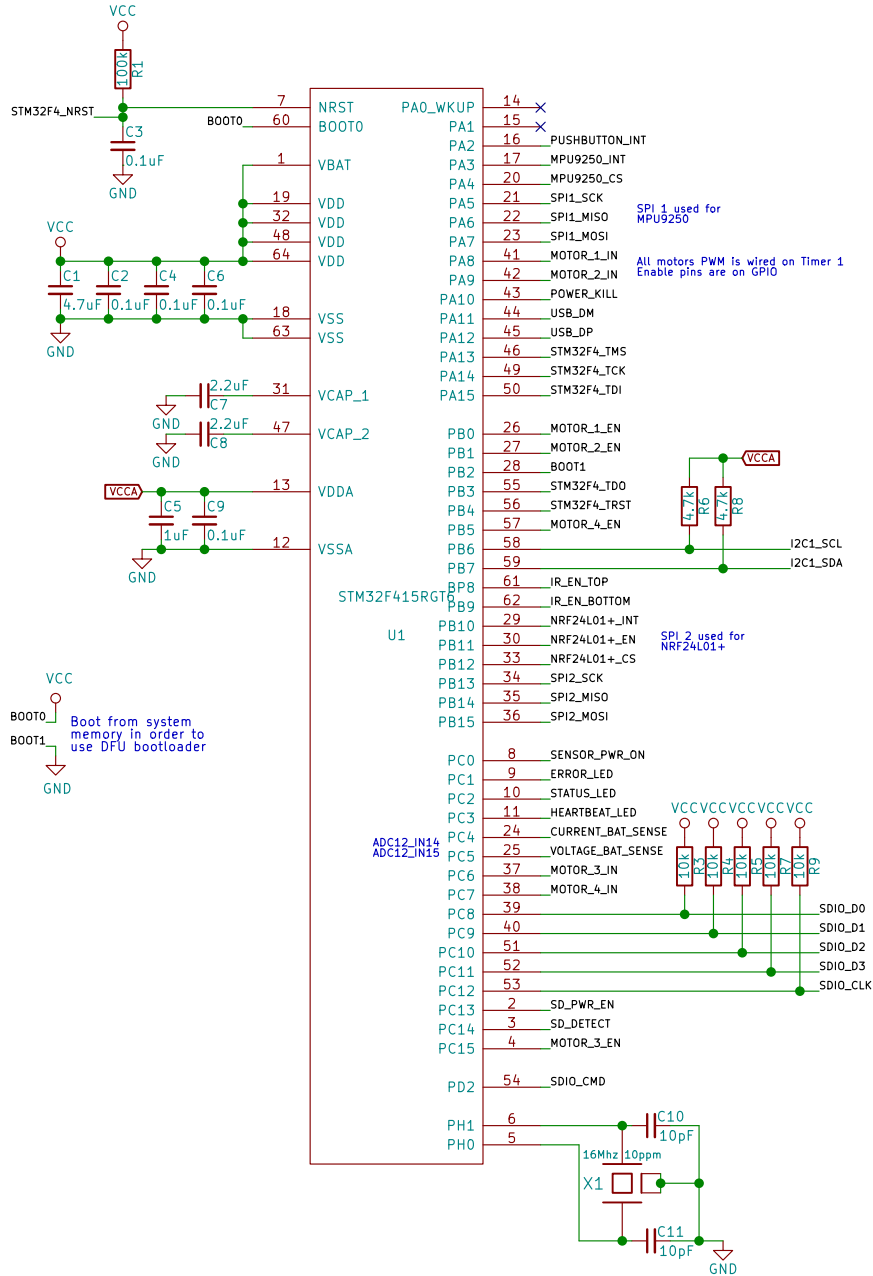 VCC
100k
R1
STM32F4_NRST
C3
0.1uF
GND
BOOT0
7 NRST
60 BOOT0
1 VBAT
19 VDD
32 VDD
48 VDD
64 VDD
VCC
C1 C2 C4 C6
4.7uF 0.1uF 0.1uF 0.1uF
GND
18 VSS
63 VSS
2.2uF
C7
GND
31 VCAP_1
2.2uF
C8
GND
47 VCAP_2
VCCA
13 VDDA
C5 C9
1uF 0.1uF
GND
12 VSSA
STM32F415RGT6
U1
VCC
BOOT0
BOOT1
GND
Boot from system
memory in order to
use DFU bootloader
PA0_WKUP 14
PA1 15
PA2 16 PUSHBUTTON_INT
PA3 17 MPU9250_INT
PA4 20 MPU9250_CS
PA5 21 SPI1_SCK
PA6 22 SPI1_MISO
PA7 23 SPI1_MOSI
SPI 1 used for
MPU9250
PA8 41 MOTOR_1_IN
PA9 42 MOTOR_2_IN
All motors PWM is wired on Timer 1
Enable pins are on GPIO
PA10 43 POWER_KILL
PA11 44 USB_DM
PA12 45 USB_DP
PA13 46 STM32F4_TMS
PA14 49 STM32F4_TCK
PA15 50 STM32F4_TDI
PB0 26 MOTOR_1_EN
PB1 27 MOTOR_2_EN
PB2 28 BOOT1
PB3 55 STM32F4_TDO
PB4 56 STM32F4_TRST
PB5 57 MOTOR_4_EN
VCCA
4.7k R6
4.7k R8
PB6 58 I2C1_SCL
PB7 59 I2C1_SDA
BP8 61 IR_EN_TOP
PB9 62 IR_EN_BOTTOM
PB10 29 NRF24L01+_INT
PB11 30 NRF24L01+_EN
PB12 33 NRF24L01+_CS
SPI 2 used for
NRF24L01+
PB13 34 SPI2_SCK
PB14 35 SPI2_MISO
PB15 36 SPI2_MOSI
PC0 8 SENSOR_PWR_ON
PC1 9 ERROR_LED
PC2 10 STATUS_LED
PC3 11 HEARTBEAT_LED
ADC12_IN14
ADC12_IN15
PC4 24 CURRENT_BAT_SENSE
PC5 25 VOLTAGE_BAT_SENSE
PC6 37 MOTOR_3_IN
PC7 38 MOTOR_4_IN
VCC VCC VCC VCC VCC
10k R3
10k R4
10k R5
10k R7
10k R9
PC8 39 SDIO_D0
PC9 40 SDIO_D1
PC10 51 SDIO_D2
PC11 52 SDIO_D3
PC12 53 SDIO_CLK
PC13 2 SD_PWR_EN
PC14 3 SD_DETECT
PC15 4 MOTOR_3_EN
PD2 54 SDIO_CMD
PH1 6
PH0 5
C10
10pF
16Mhz 10ppm
X1
C11
10pF
GND